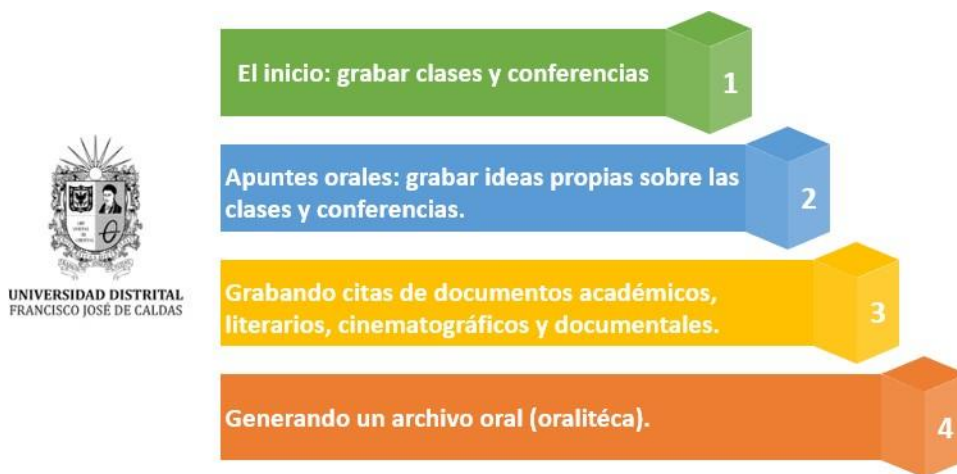 El inicio: grabar clases y conferencias
1
Apuntes orales: grabar ideas propias sobre las
clases y conferencias.
2
Grabando citas de documentos académicos,
literarios, cinematográficos y documentales.
3
Generando un archivo oral (oralitéca).
4
UNIVERSIDAD DISTRITAL
FRANCISCO JOSÉ DE CALDAS